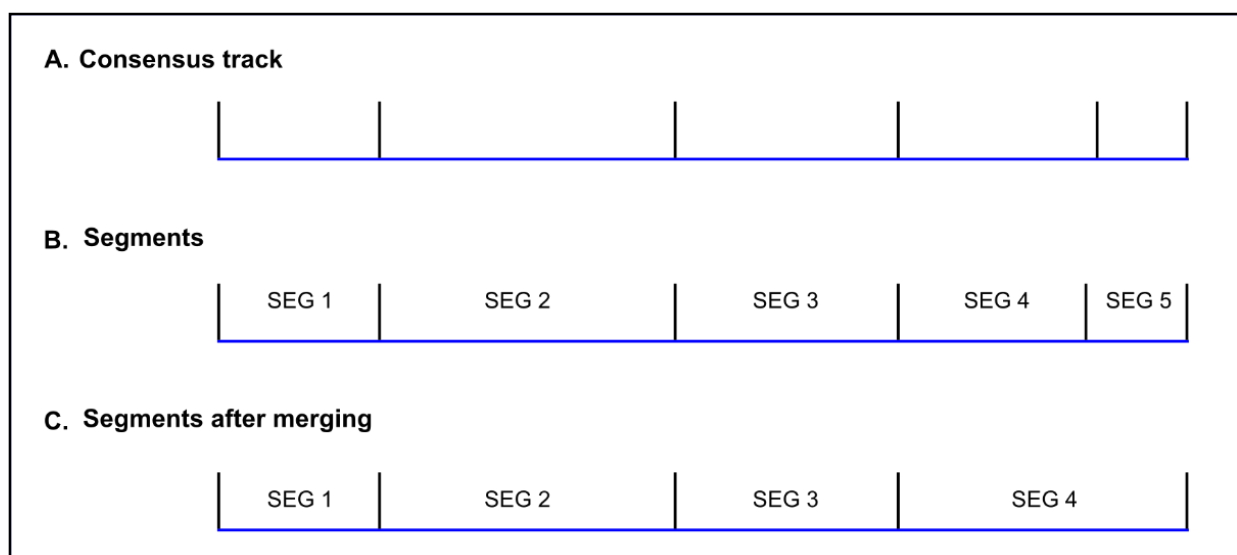 A. Consensus track
B. Segments
SEG 1 SEG 2 SEG 3 SEG 4 SEG 5
C. Segments after merging
SEG 1 SEG 2 SEG 3 SEG 4